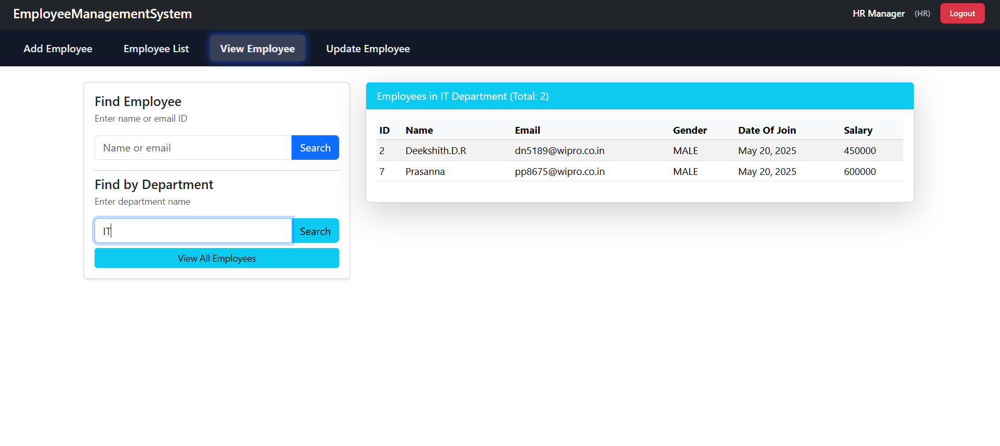 EmployeeManagementSystem
HR Manager (HR) Logout
Add Employee Employee List View Employee Update Employee
Find Employee
Enter name or email ID
Name or email Search
Find by Department
Enter department name
IT Search
View All Employees
Employees in IT Department (Total: 2)
ID Name Email Gender Date Of Join Salary
2 Deekshith.D.R dn5189@wipro.co.in MALE May 20, 2025 450000
7 Prasanna pp8675@wipro.co.in MALE May 20, 2025 600000